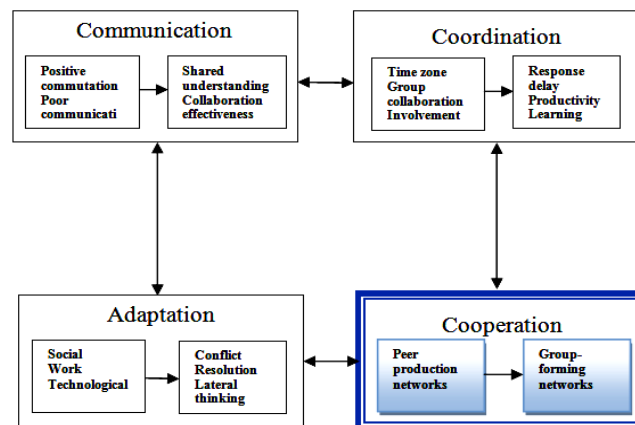 Communication
Positive
commutation
Poor
communicati
Shared
understanding
Collaboration
effectiveness
Coordination
Time zone
Group
collaboration
Involvement
Response
delay
Productivity
Learning
Adaptation
Social
Work
Technological
Conflict
Resolution
Lateral
thinking
Cooperation
Peer
production
networks
Group-
forming
networks